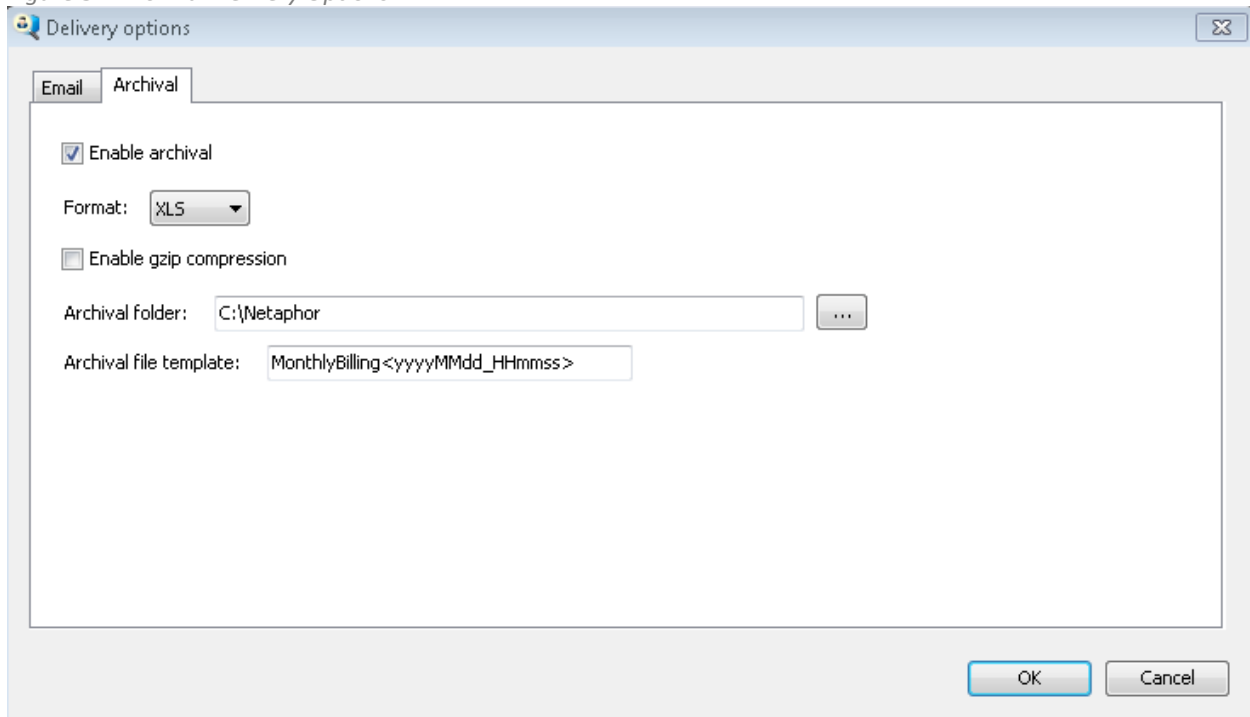 Delivery options
Email
Archival
Enable archival
Format: XLS
Enable gzip compression
Archival folder: C:\Netaphor ...
Archival file template: MonthlyBilling<yyyyMMdd_HHmmss>
OK Cancel